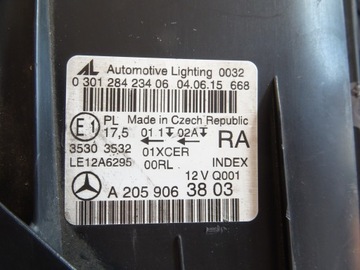 AL Automotive Lighting 0032
0 301 284 234 06 04.06.15 668
Made in Czech Republic
E1 PL 01 1 02A RA
17,5
3530 3532 01XCER
LE12A6295 00RL INDEX
12 V Q001
A 205 906 38 03